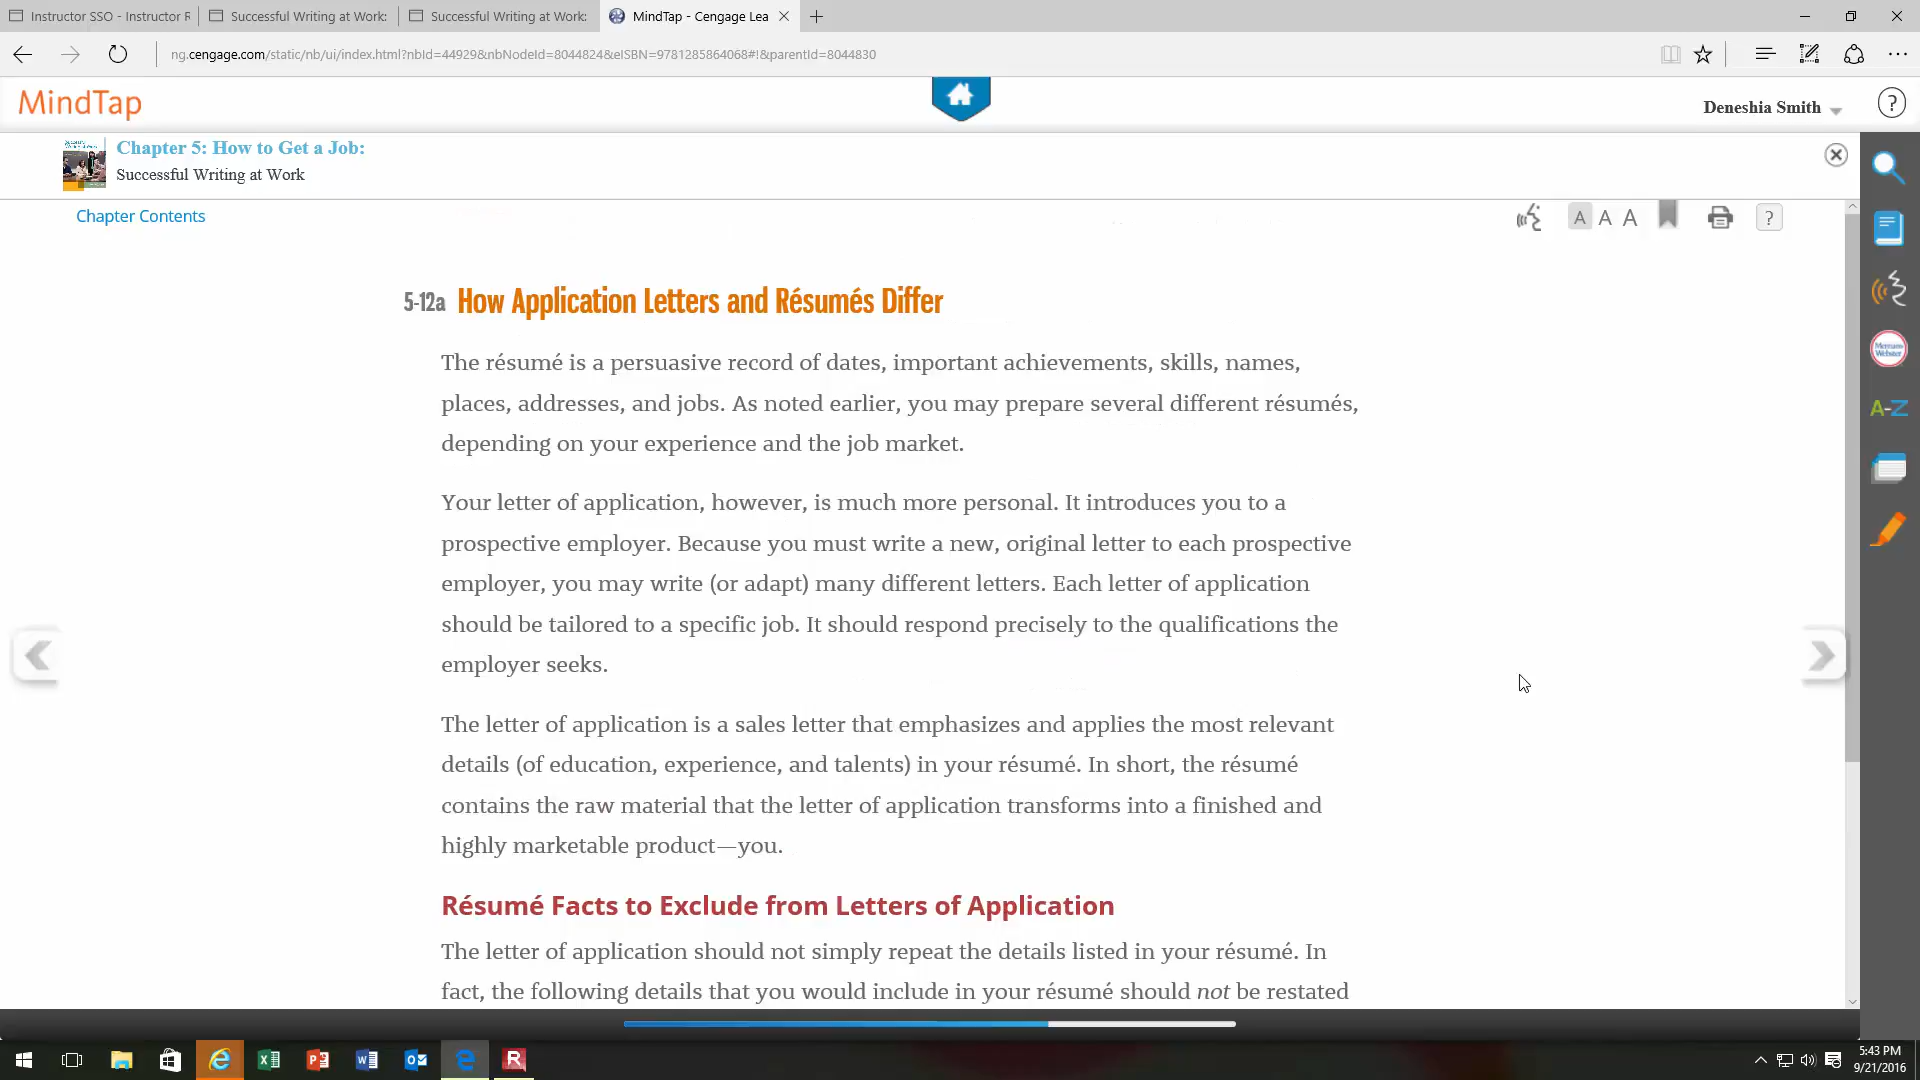 Instructor SSO - Instructor R
Successful Writing at Work:
Successful Writing at Work:
MindTap - Cengage Lea
ng.cengage.com/static/nb/ui/index.html?nbId=44929&nbNodeId=8044824&eISBN=9781285864068#!&parentId=8044830
MindTap
Deneshia Smith
?
Chapter 5: How to Get a Job:
Successful Writing at Work
Chapter Contents
A A A
?
5-12a How Application Letters and Résumés Differ
The résumé is a persuasive record of dates, important achievements, skills, names,
places, addresses, and jobs. As noted earlier, you may prepare several different résumés,
depending on your experience and the job market.
Your letter of application, however, is much more personal. It introduces you to a
prospective employer. Because you must write a new, original letter to each prospective
employer, you may write (or adapt) many different letters. Each letter of application
should be tailored to a specific job. It should respond precisely to the qualifications the
employer seeks.
The letter of application is a sales letter that emphasizes and applies the most relevant
details (of education, experience, and talents) in your résumé. In short, the résumé
contains the raw material that the letter of application transforms into a finished and
highly marketable product—you.
Résumé Facts to Exclude from Letters of Application
The letter of application should not simply repeat the details listed in your résumé. In
fact, the following details that you would include in your résumé should not be restated
Merriam-
Webster
A-Z
5:43 PM
9/21/2016